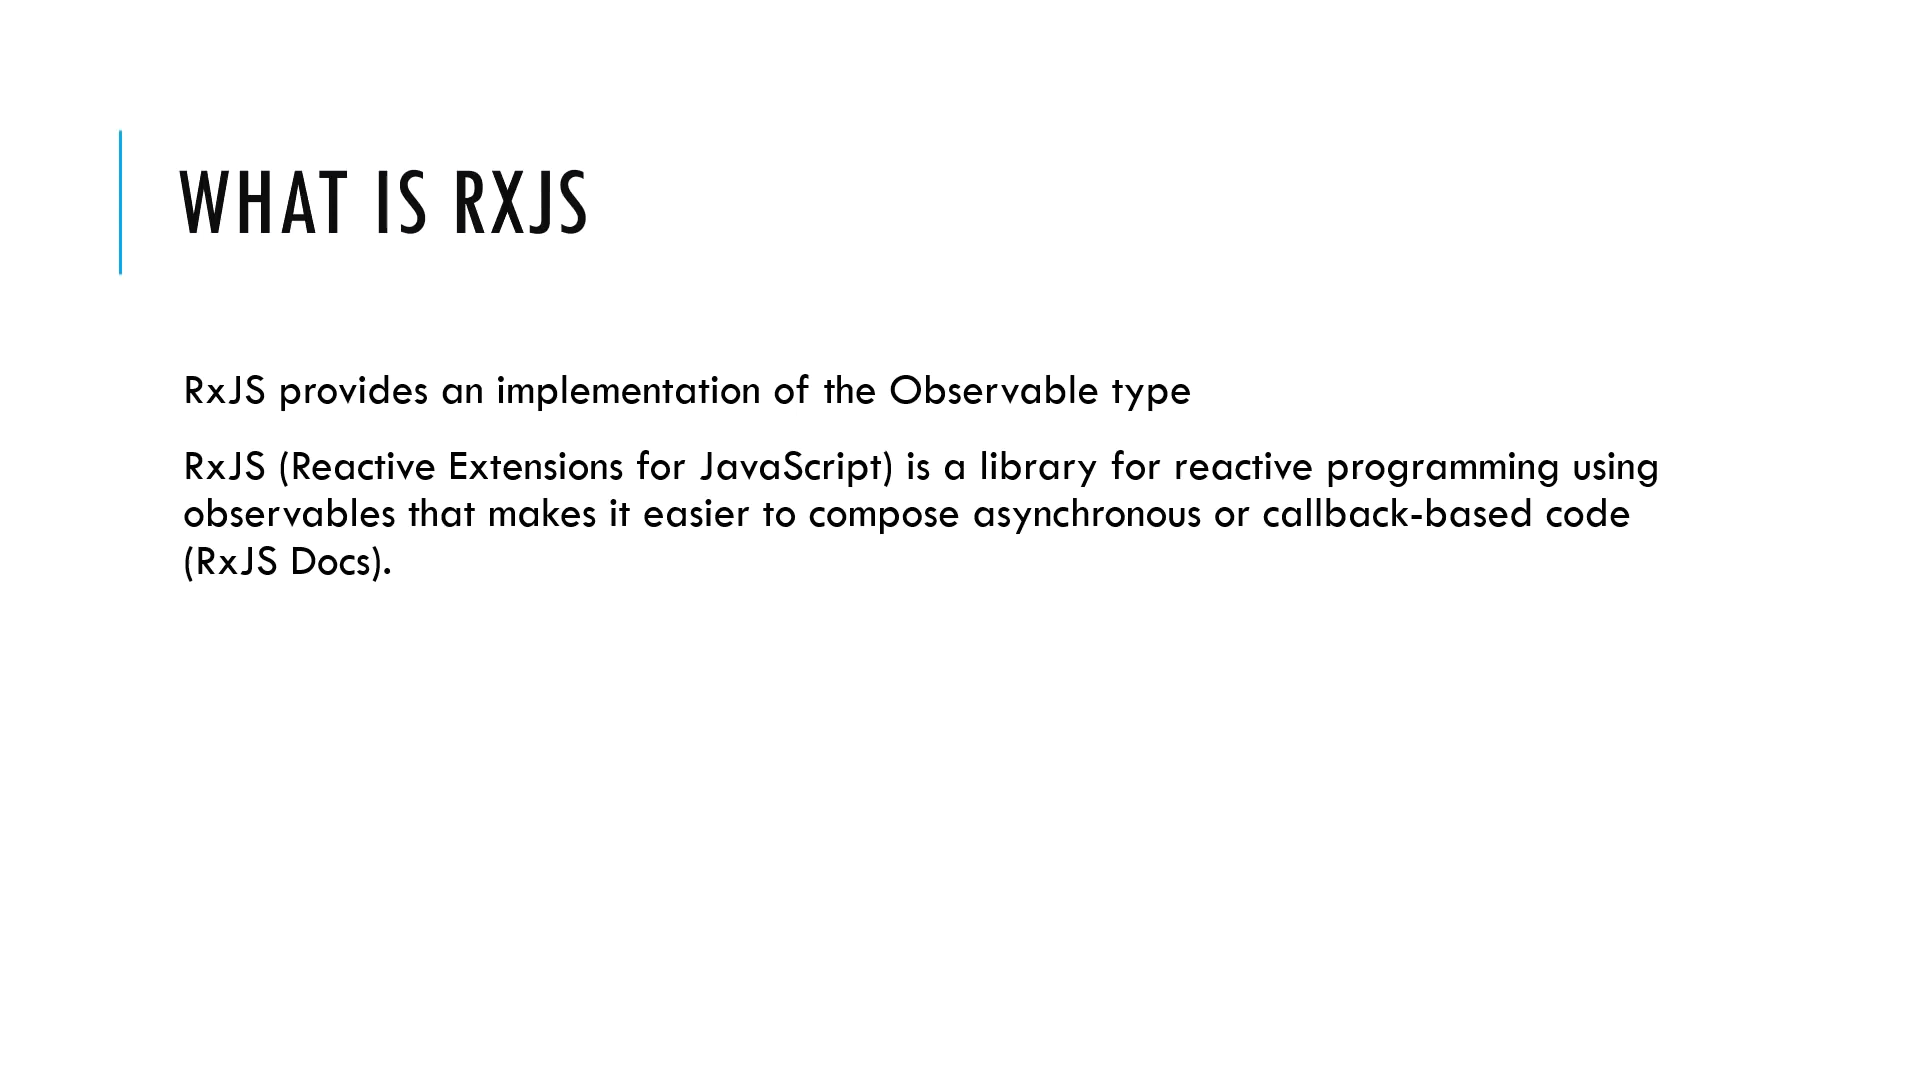 WHAT IS RXJS
RxJS provides an implementation of the Observable type
RxJS (Reactive Extensions for JavaScript) is a library for reactive programming using
observables that makes it easier to compose asynchronous or callback-based code
(RxJS Docs).